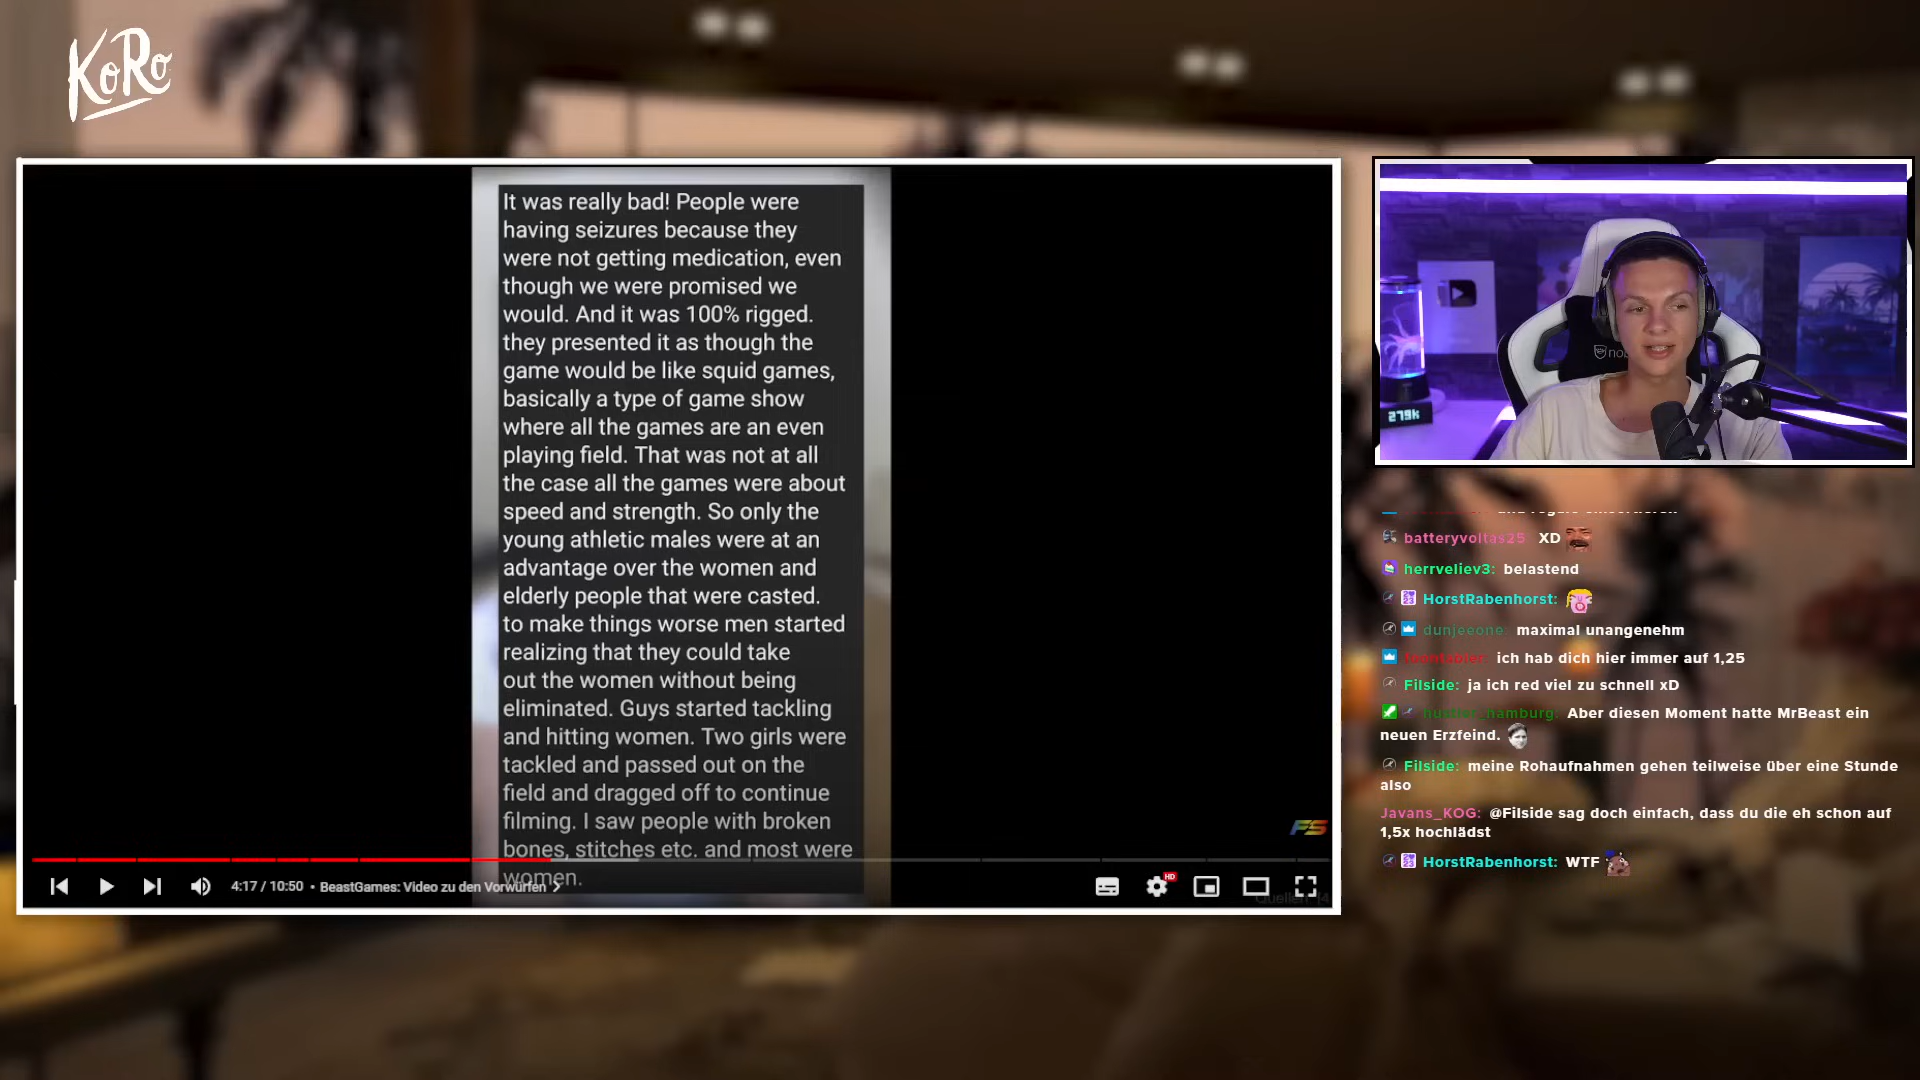 KoRo
It was really bad! People were
having seizures because they
were not getting medication, even
though we were promised we
would. And it was 100% rigged.
they presented it as though the
game would be like squid games,
basically a type of game show
where all the games are an even
playing field. That was not at all
the case all the games were about
speed and strength. So only the
young athletic males were at an
advantage over the women and
elderly people that were casted.
to make things worse men started
realizing that they could take
out the women without being
eliminated. Guys started tackling
and hitting women. Two girls were
tackled and passed out on the
field and dragged off to continue
filming. I saw people with broken
bones, stitches etc. and most were
women.
FS
4:17 / 10:50 • BeastGames: Video zu den Vorwürfen
HD
279k
batteryvoltas25 XD
herrveliev3: belastend
HorstRabenhorst:
dunjeeone: maximal unangenehm
ich hab dich hier immer auf 1,25
Filside: ja ich red viel zu schnell xD
hustler_hamburg: Aber diesen Moment hatte MrBeast ein
neuen Erzfeind.
Filside: meine Rohaufnahmen gehen teilweise über eine Stunde
also
Javans_KOG: @Filside sag doch einfach, dass du die eh schon auf
1,5x hochlädst
HorstRabenhorst: WTF